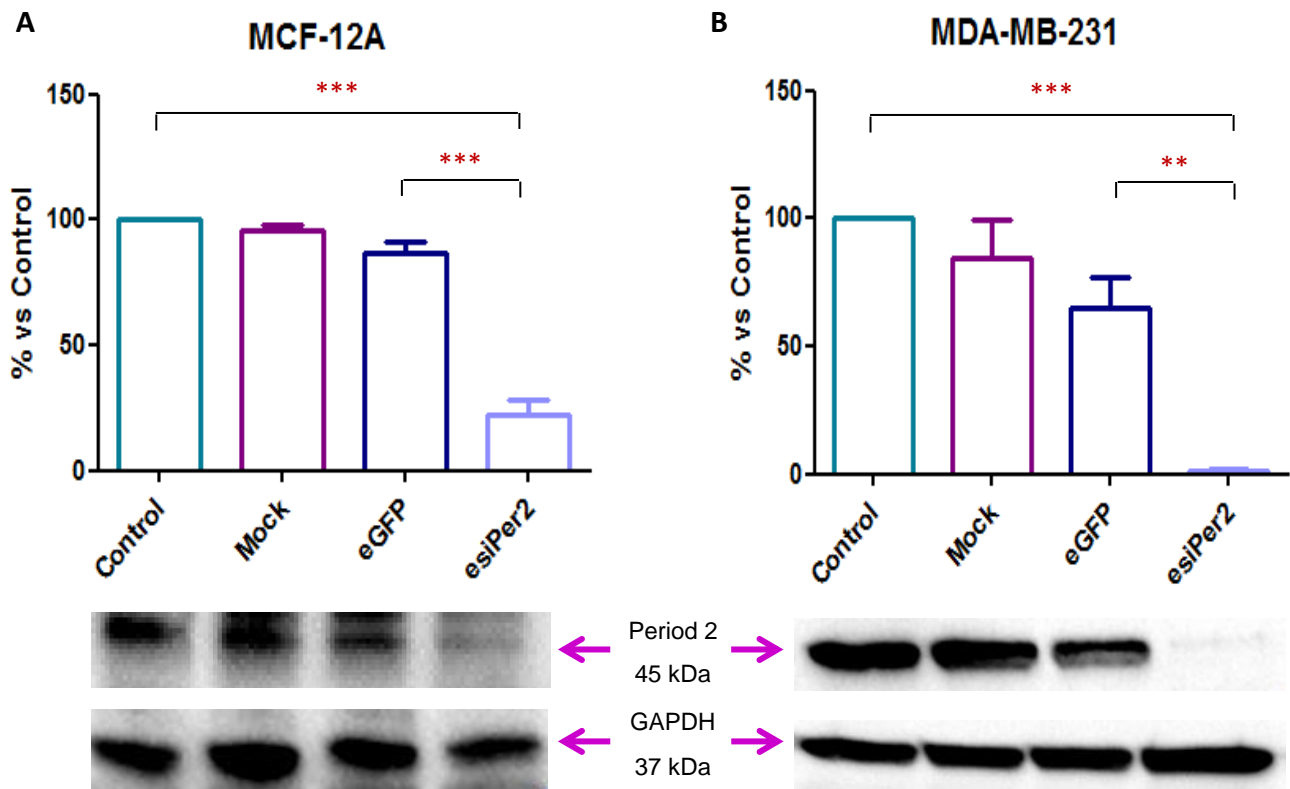 A
MCF-12A
***
***
% vs Control
150
100
50
0
Control
Mock
eGFP
esiPer2
B
MDA-MB-231
***
**
% vs Control
150
100
50
0
Control
Mock
eGFP
esiPer2
Period 2
45 kDa
GAPDH
37 kDa